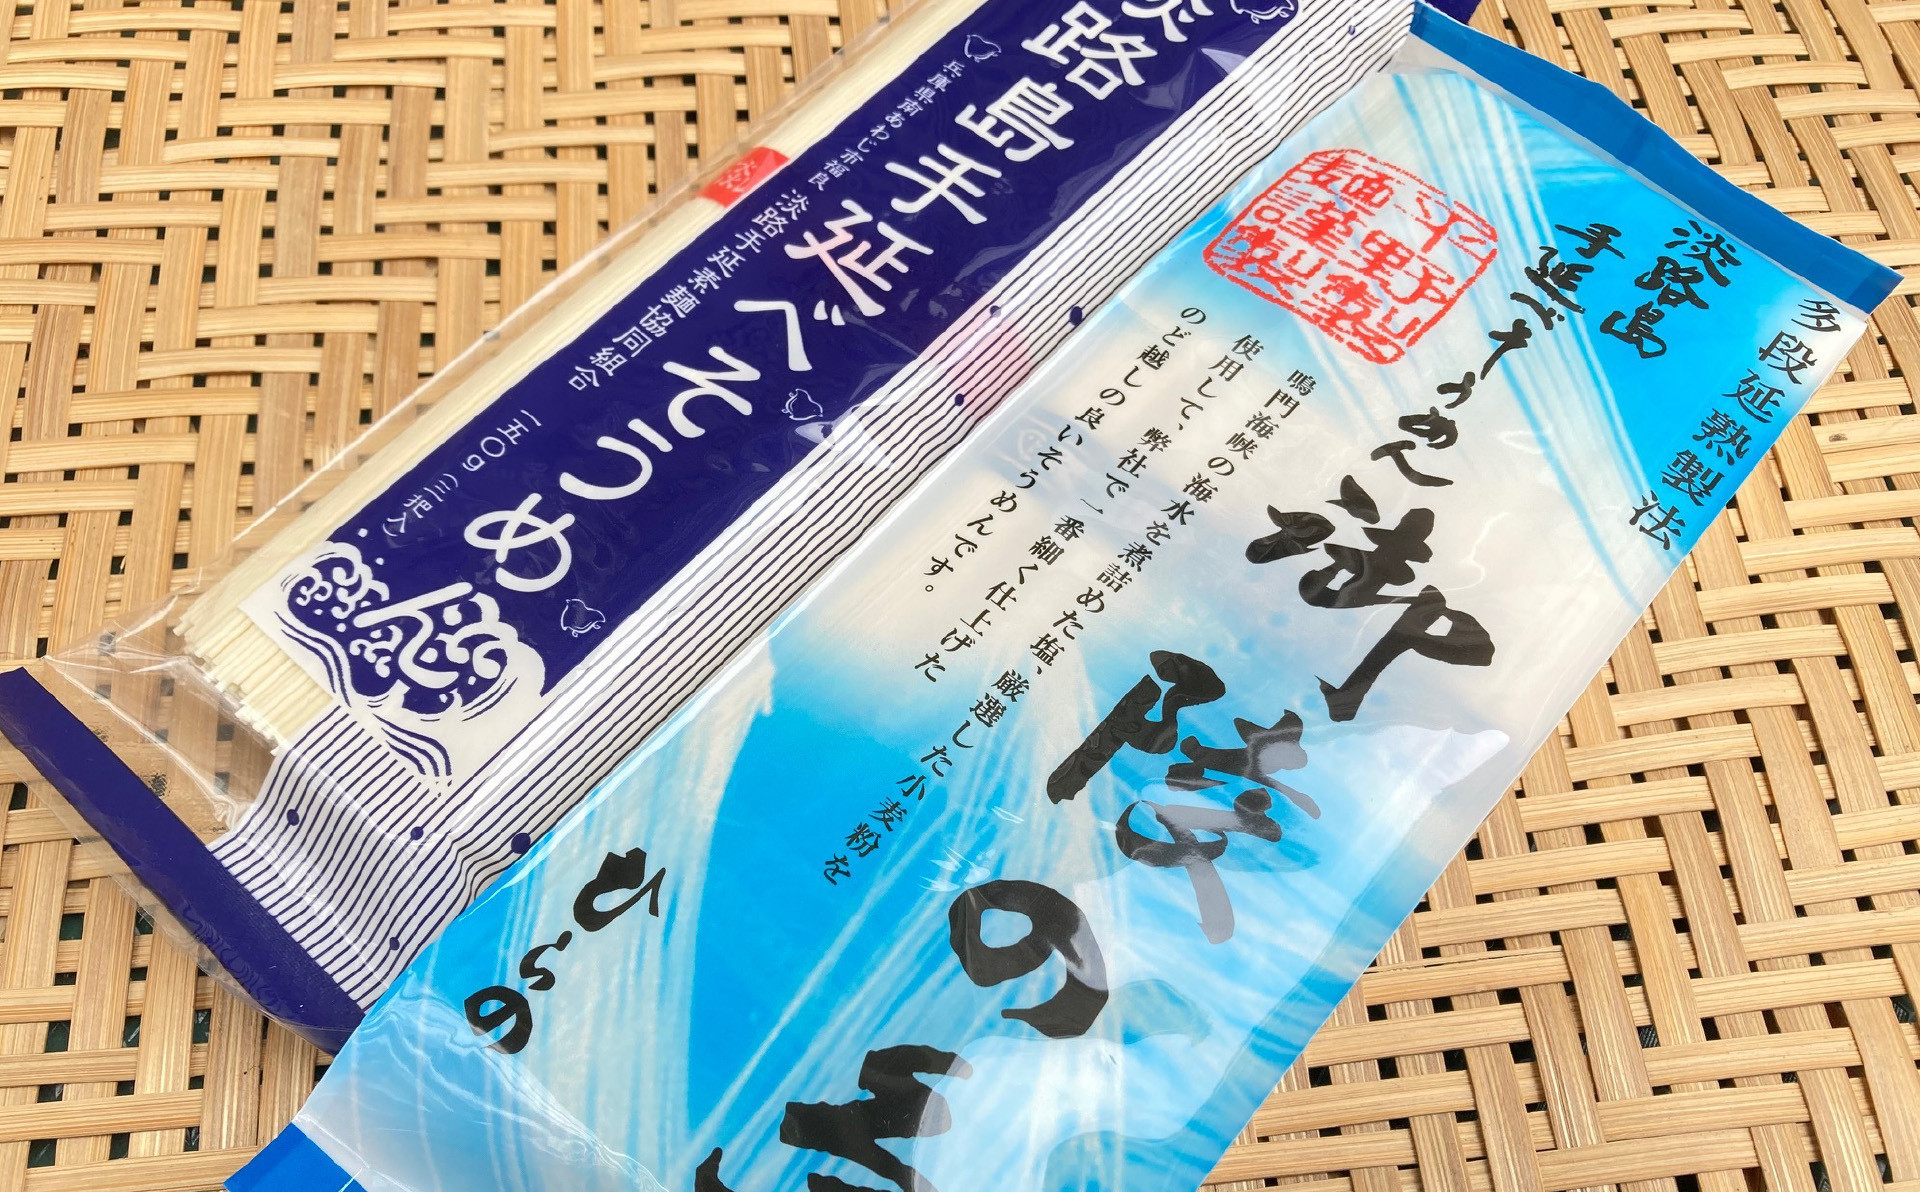 淡路島手延べそうめん
兵庫県南あわじ市福良 淡路手延素麺協同組合
一五〇g(三把入)
多段延熟製法
淡路島
手延べそうめん
御陵の
鳴門海峡の海水を煮詰めた塩、厳選した小麦粉を
使用して、弊社で一番細く仕上げた
のど越しの良いそうめんです。
平野製
麺謹製
ひらの